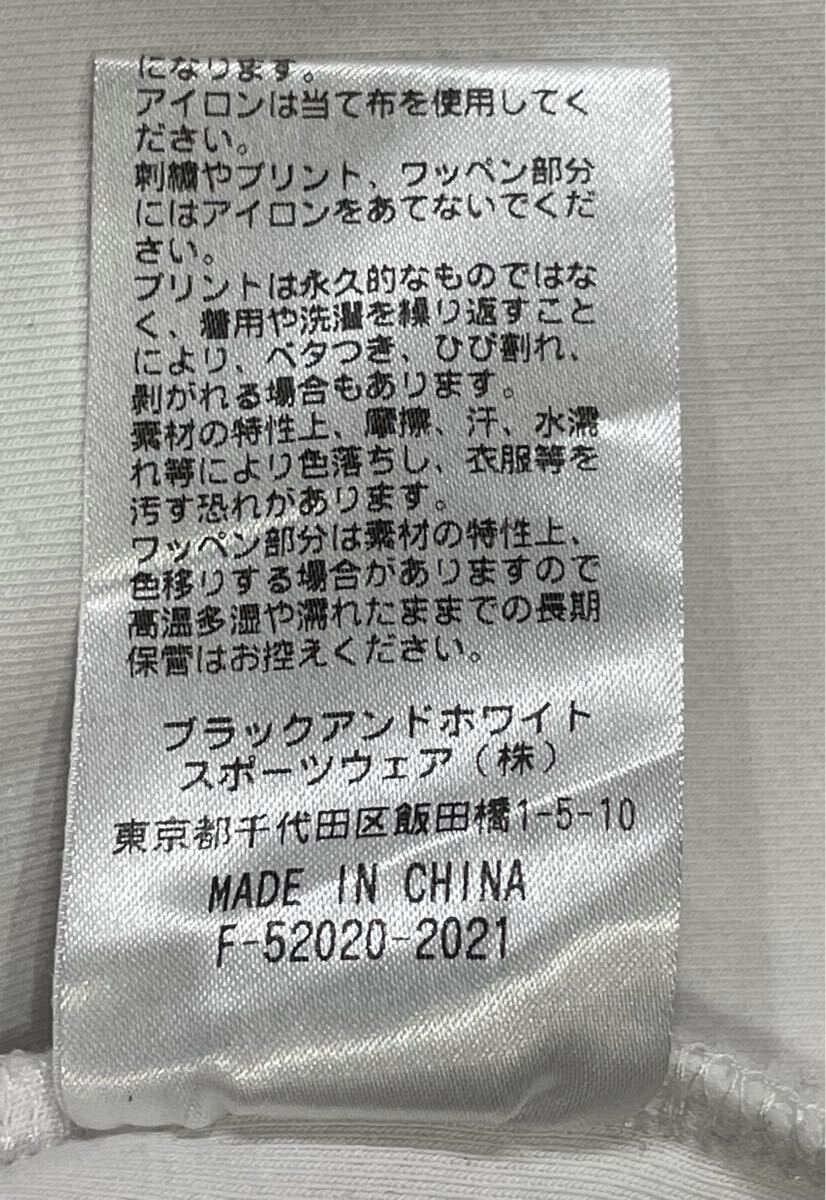 になります。
アイロンは当て布を使用してく
ださい。
刺繍やプリント、ワッペン部分
にはアイロンをあてないでくだ
さい。
プリントは永久的なものではな
く、着用や洗濯を繰り返すこと
により、ベタつき、ひび割れ、
剥がれる場合もあります。
素材の特性上、摩擦、汗、水濡
れ等により色落ちし、衣服等を
汚す恐れがあります。
ワッペン部分は素材の特性上、
色移りする場合がありますので
高温多湿や濡れたままでの長期
保管はお控えください。
ブラックアンドホワイト
スポーツウェア(株)
東京都千代田区飯田橋1-5-10
MADE IN CHINA
F-52020-2021